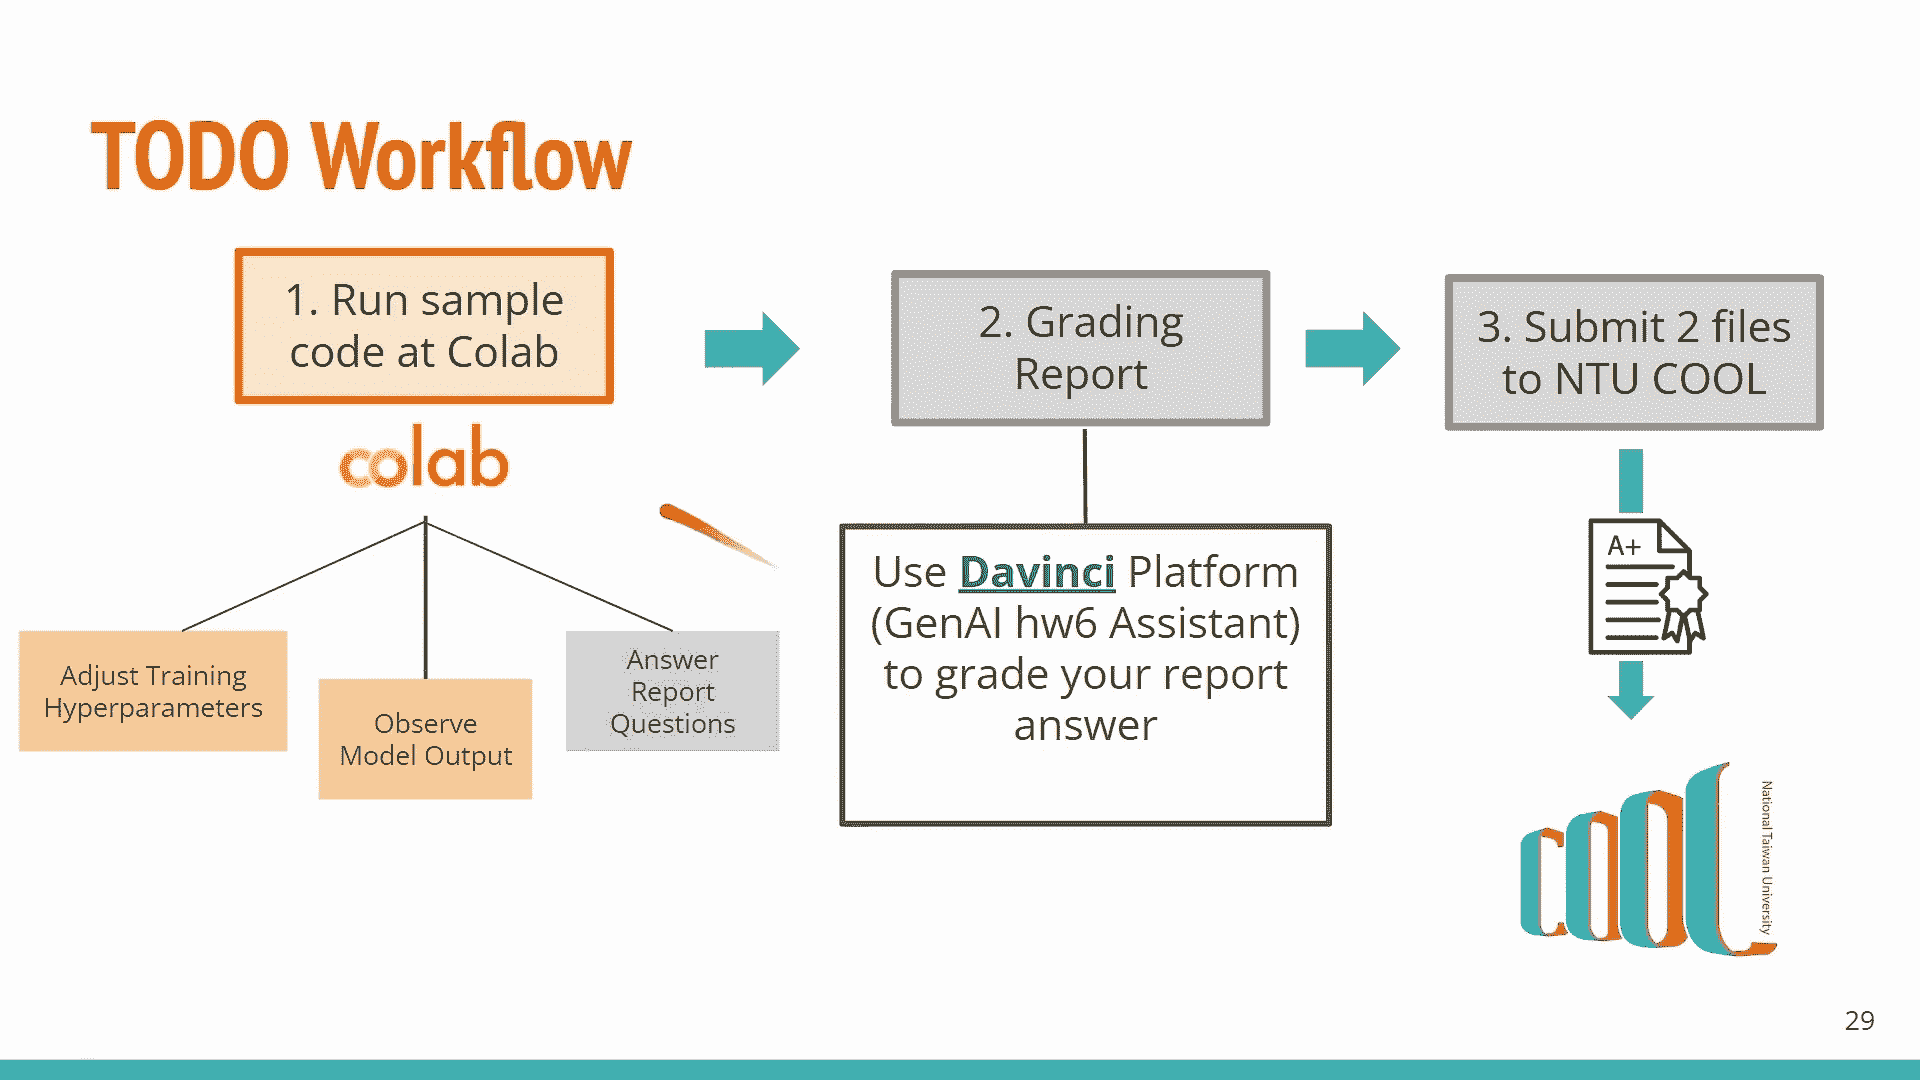 TODO Workflow
1. Run sample
code at Colab
colab
Adjust Training
Hyperparameters
Observe
Model Output
Answer
Report
Questions
2. Grading
Report
Use Davinci Platform
(GenAI hw6 Assistant)
to grade your report
answer
3. Submit 2 files
to NTU COOL
A+
COOL
National Taiwan University
29